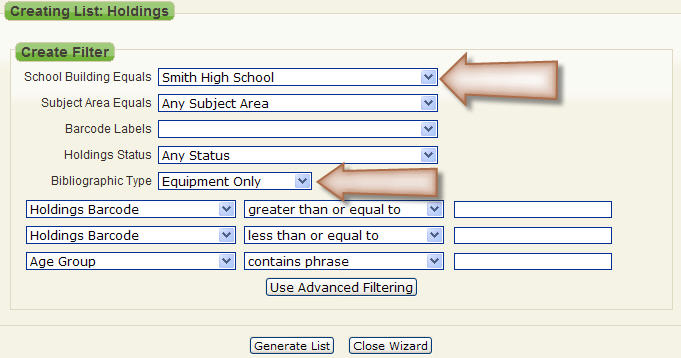 Creating List: Holdings
Create Filter
School Building Equals Smith High School
Subject Area Equals Any Subject Area
Barcode Labels
Holdings Status Any Status
Bibliographic Type Equipment Only
Holdings Barcode greater than or equal to
Holdings Barcode less than or equal to
Age Group contains phrase
Use Advanced Filtering
Generate List Close Wizard